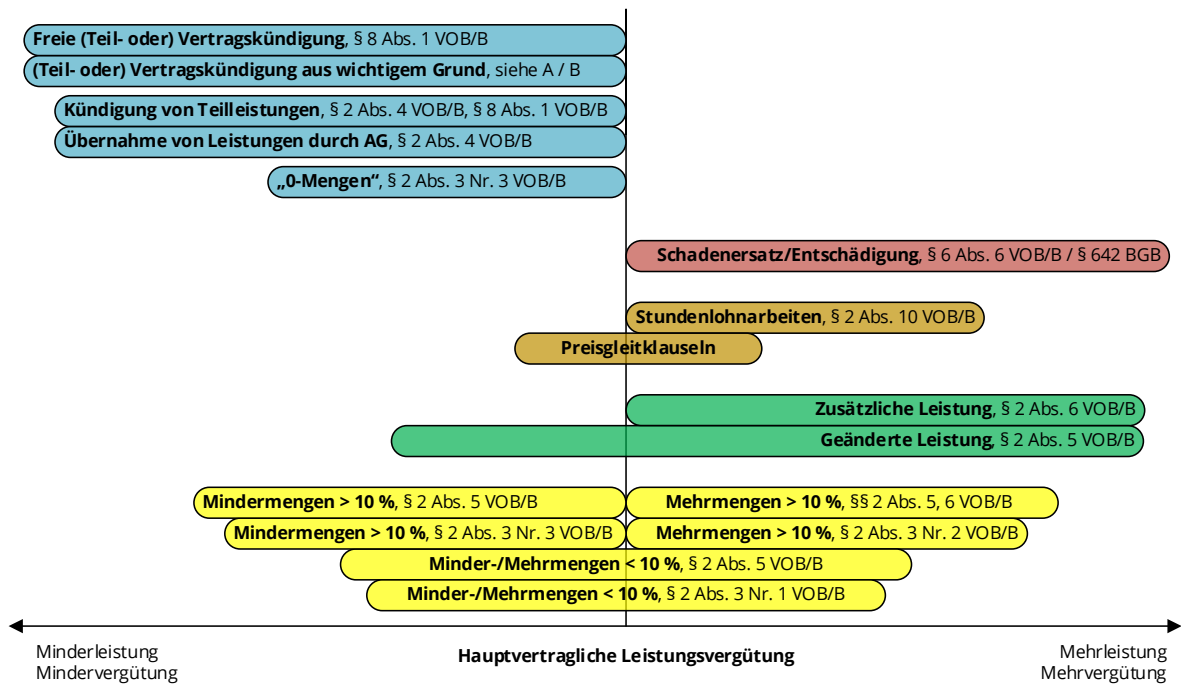 Freie (Teil- oder) Vertragskündigung, § 8 Abs. 1 VOB/B
(Teil- oder) Vertragskündigung aus wichtigem Grund, siehe A / B
Kündigung von Teilleistungen, § 2 Abs. 4 VOB/B, § 8 Abs. 1 VOB/B
Übernahme von Leistungen durch AG, § 2 Abs. 4 VOB/B
„0-Mengen“, § 2 Abs. 3 Nr. 3 VOB/B
Schadenersatz/Entschädigung, § 6 Abs. 6 VOB/B / § 642 BGB
Stundenlohnarbeiten, § 2 Abs. 10 VOB/B
Preisgleitklauseln
Zusätzliche Leistung, § 2 Abs. 6 VOB/B
Geänderte Leistung, § 2 Abs. 5 VOB/B
Mindermengen > 10 %, § 2 Abs. 5 VOB/B
Mehrmengen > 10 %, §§ 2 Abs. 5, 6 VOB/B
Mindermengen > 10 %, § 2 Abs. 3 Nr. 3 VOB/B
Mehrmengen > 10 %, § 2 Abs. 3 Nr. 2 VOB/B
Minder-/Mehrmengen < 10 %, § 2 Abs. 5 VOB/B
Minder-/Mehrmengen < 10 %, § 2 Abs. 3 Nr. 1 VOB/B
Minderleistung
Mindervergütung
Hauptvertragliche Leistungsvergütung
Mehrleistung
Mehrvergütung